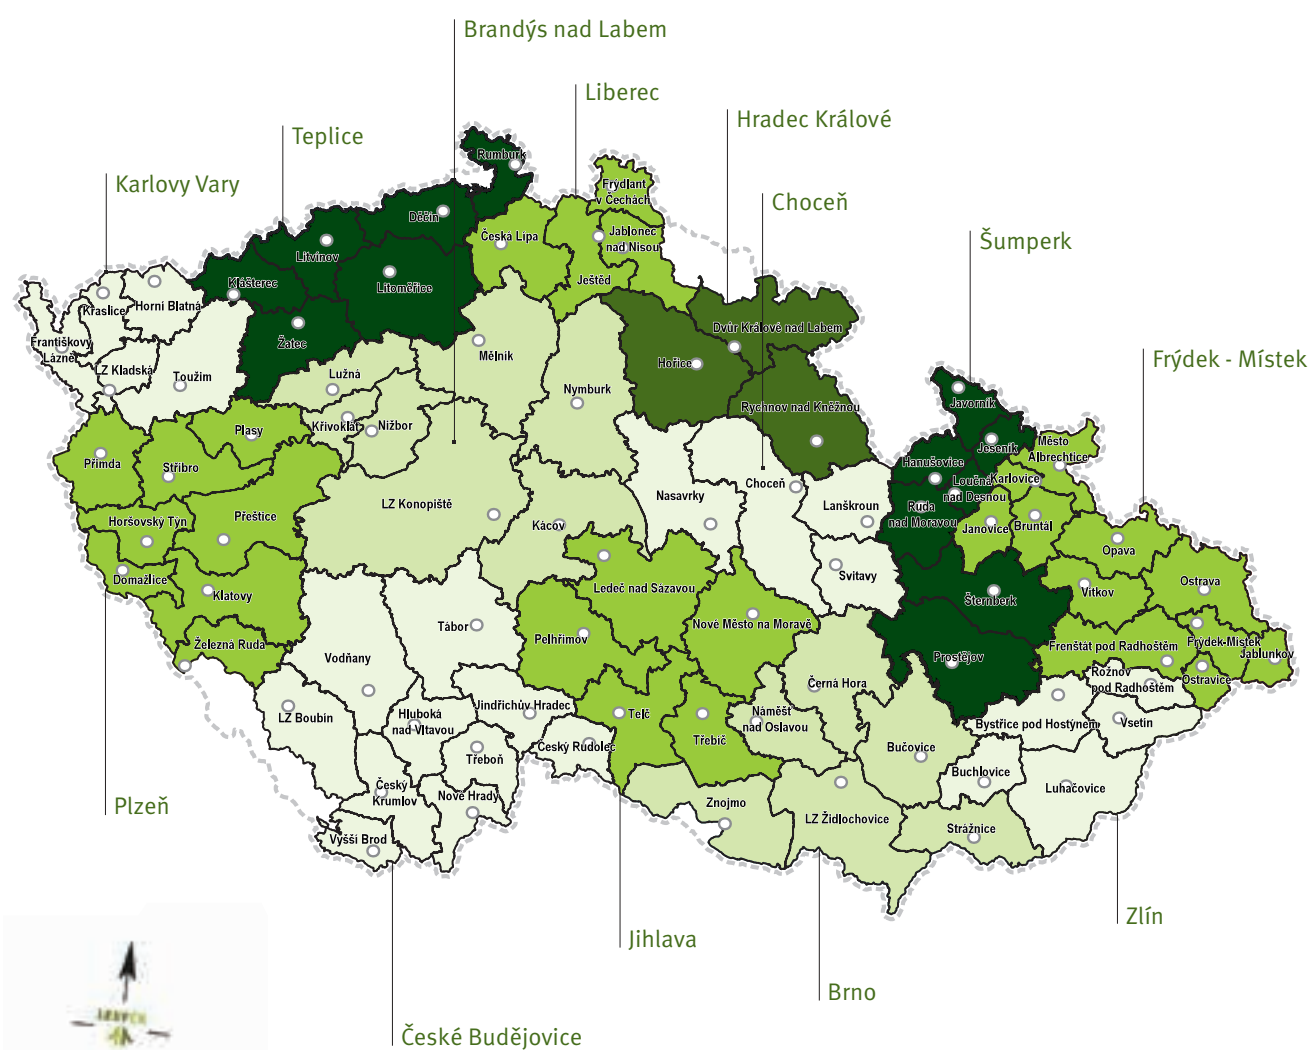 Brandýs nad Labem
Liberec
Hradec Králové
Teplice
Karlovy Vary
Choceň
Šumperk
Frýdek - Místek
Rumburk
Děčín
Litvínov
Klášterec
Litoměřice
Žatec
Frýdlant
v Čechách
Česká Lípa
Jablonec
nad Nisou
Ještěd
Kraslice
Horní Blatná
Františkovy
Lázně
LZ Kladská
Toužim
Dvůr Králové nad Labem
Hořice
Rychnov nad Kněžnou
Mělník
Lužná
Nymburk
Křivoklát
Nižbor
LZ Konopiště
Kácov
Plasy
Přimda
Stříbro
Horšovský Týn
Přeštice
Domažlice
Klatovy
Železná Ruda
Nasavrky
Choceň
Lanškroun
Svitavy
Javorník
Jeseník
Hanušovice
Loučná
nad Desnou
Ruda
nad Moravou
Šternberk
Prostějov
Město
Albrechtice
Karlovice
Janovice
Bruntál
Opava
Ostrava
Vítkov
Frenštát pod Radhoštěm
Frýdek-Místek
Jablunkov
Ostravice
Ledeč nad Sázavou
Pelhřimov
Nové Město na Moravě
Telč
Třebíč
Tábor
Vodňany
LZ Boubín
Hluboká
nad Vltavou
Jindřichův Hradec
Český Rudolec
Třeboň
Český
Krumlov
Nové Hrady
Vyšší Brod
Černá Hora
Náměšť
nad Oslavou
Bučovice
Znojmo
LZ Židlochovice
Strážnice
Rožnov
pod Radhoštěm
Bystřice pod Hostýnem
Vsetín
Buchlovice
Luhačovice
Plzeň
Zlín
Jihlava
Brno
České Budějovice